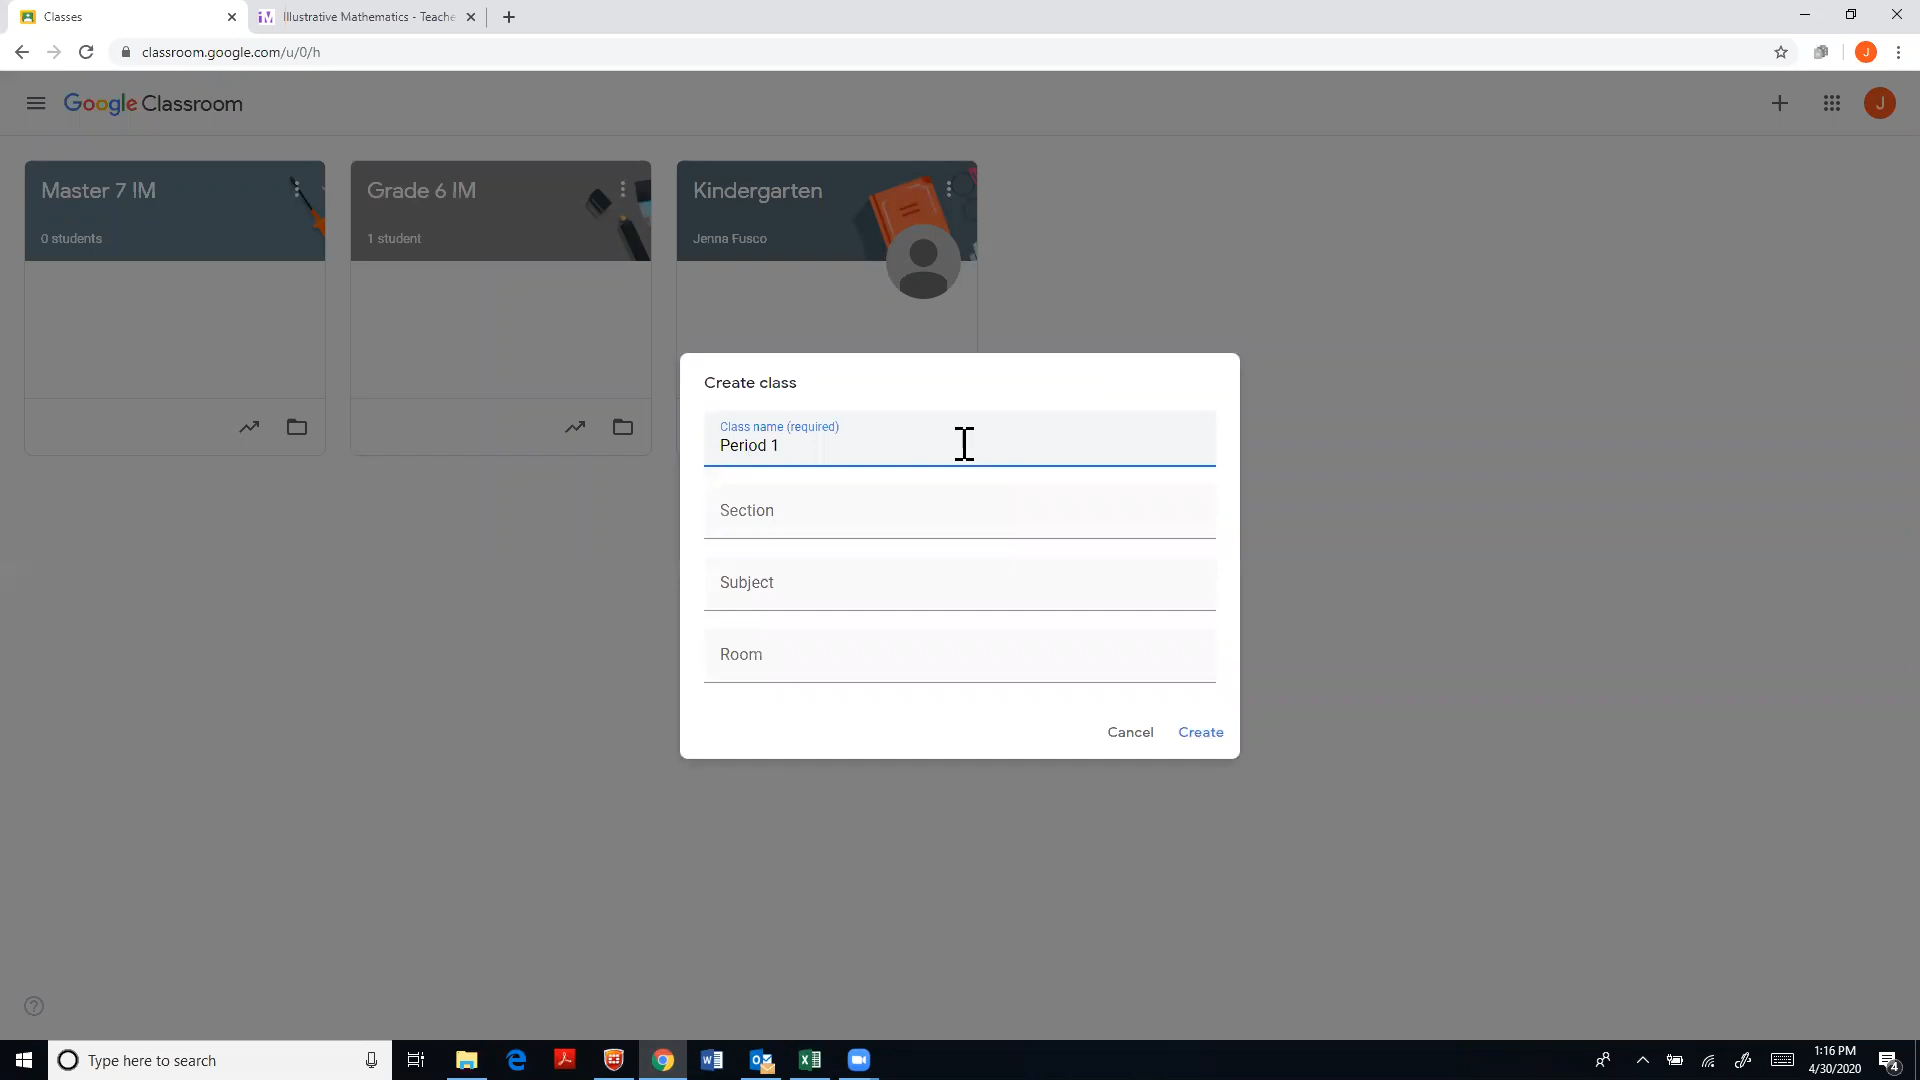 Classes
Illustrative Mathematics - Teache
classroom.google.com/u/0/h
J
Google Classroom
J
Master 7 IM
0 students
Grade 6 IM
1 student
Kindergarten
Jenna Fusco
Create class
Class name (required)
Period 1
Section
Subject
Room
Cancel
Create
Type here to search
1:16 PM
4/30/2020
4